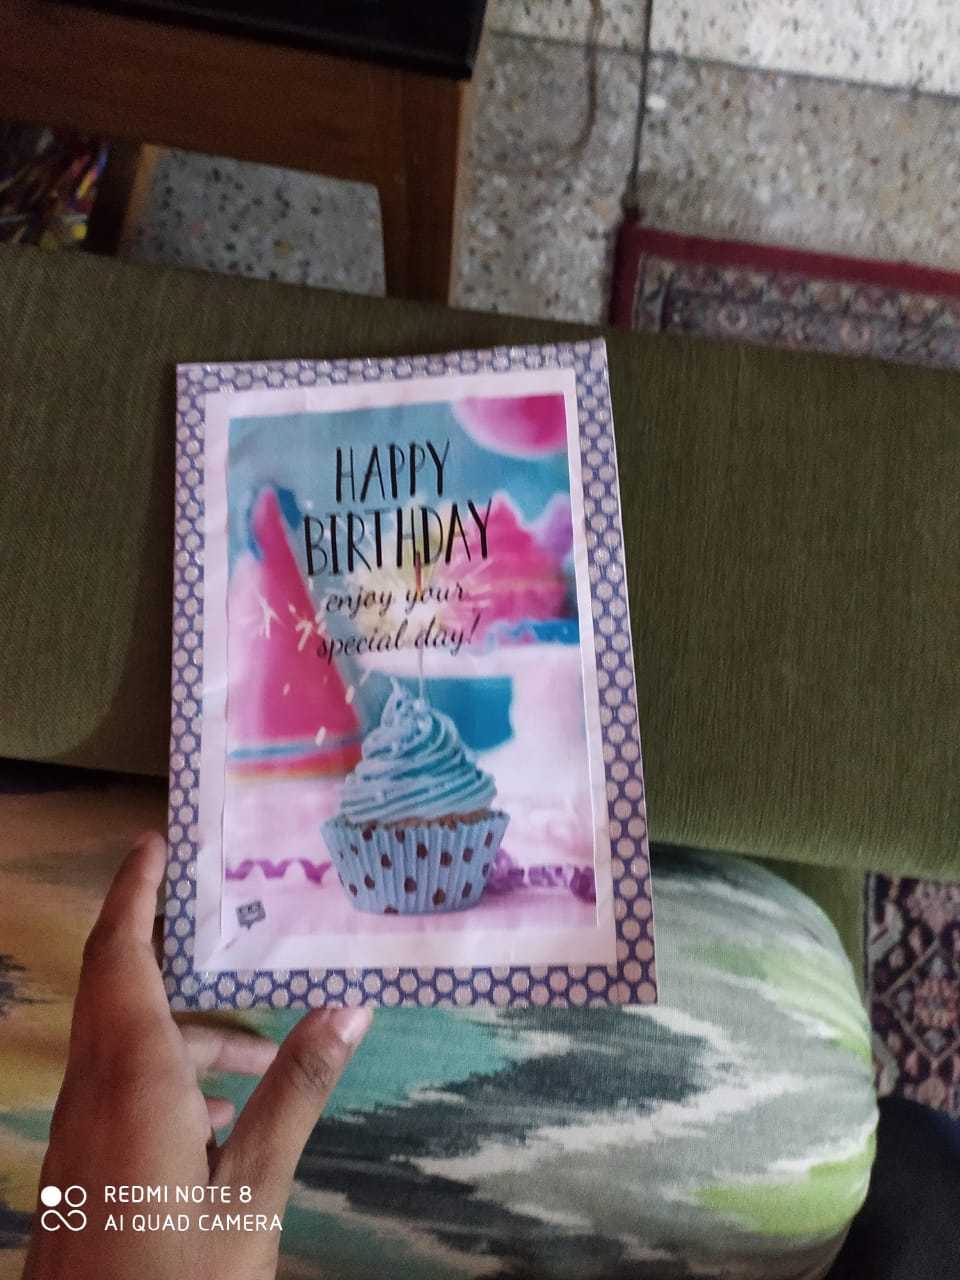 HAPPY
BIRTHDAY
enjoy your
special day!
REDMI NOTE 8
AI QUAD CAMERA